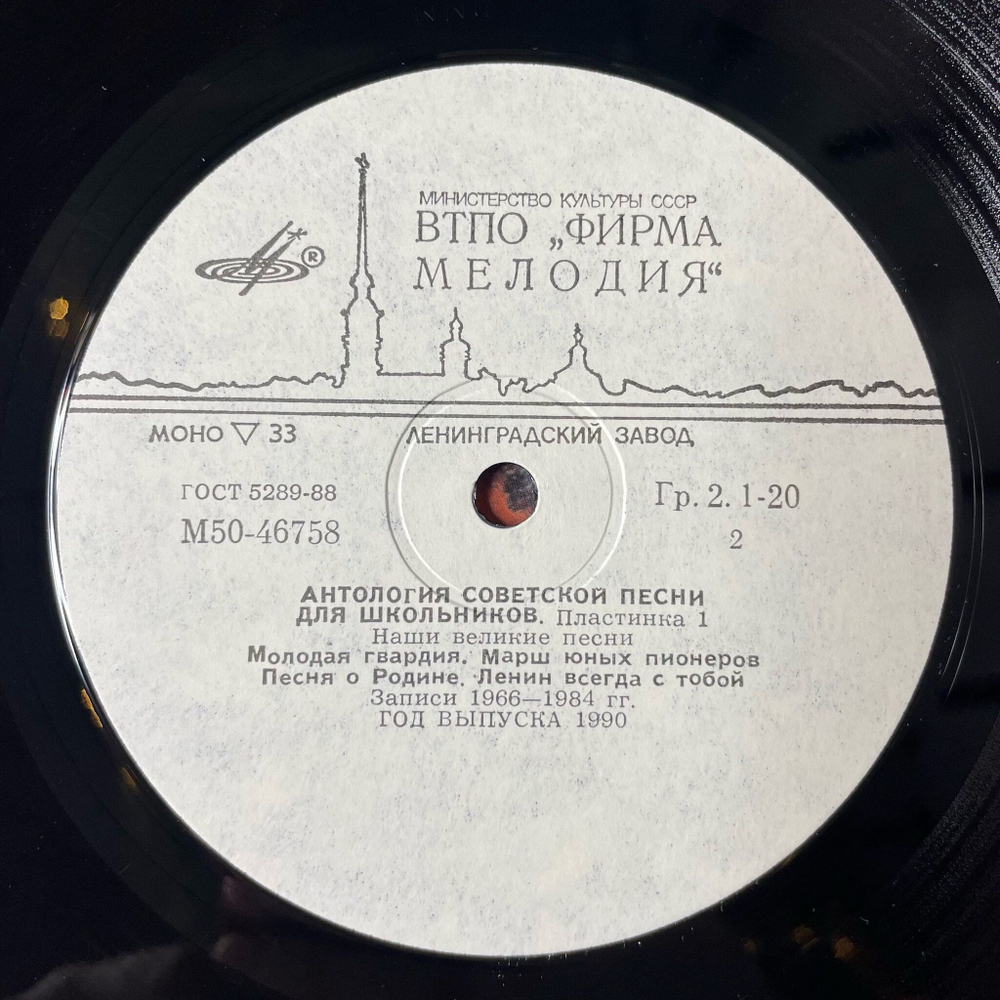 МИНИСТЕРСТВО КУЛЬТУРЫ СССР
ВТПО „ФИРМА
МЕЛОДИЯ“
®
МОНО ▽ 33
ЛЕНИНГРАДСКИЙ ЗАВОД
ГОСТ 5289-88
Гр. 2. 1-20
М50-46758
2
АНТОЛОГИЯ СОВЕТСКОЙ ПЕСНИ
ДЛЯ ШКОЛЬНИКОВ. Пластинка 1
Наши великие песни
Молодая гвардия. Марш юных пионеров
Песня о Родине. Ленин всегда с тобой
Записи 1966—1984 гг.
ГОД ВЫПУСКА 1990